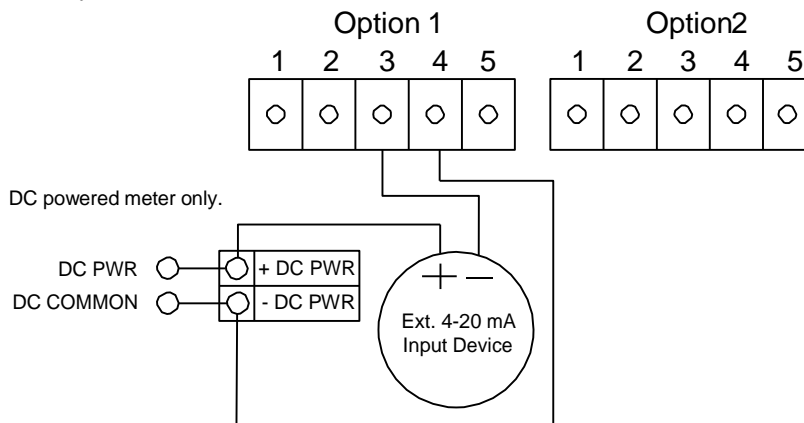 Option 1 Option2
1 2 3 4 5 1 2 3 4 5
DC powered meter only.
DC PWR + DC PWR
DC COMMON - DC PWR
+ −
Ext. 4-20 mA
Input Device